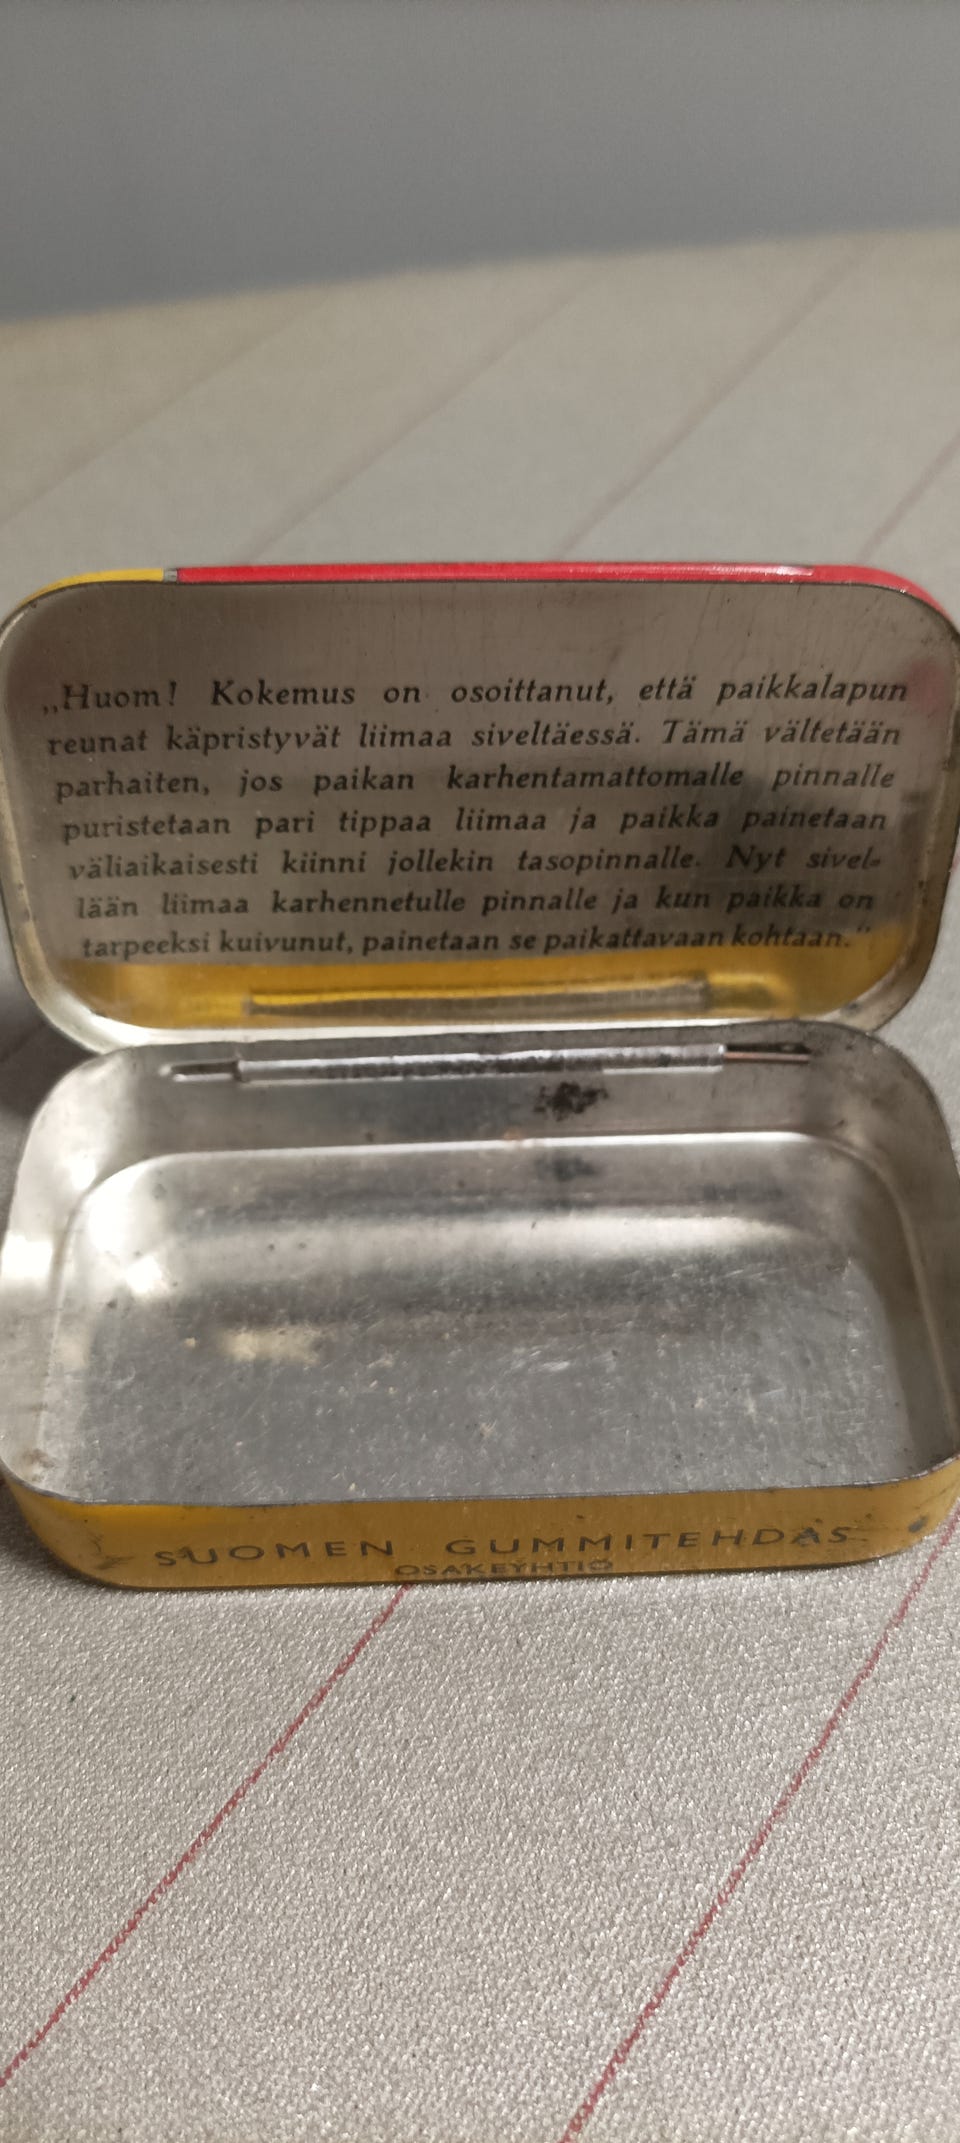 „Huom! Kokemus on osoittanut, että paikkalapun
reunat käpristyvät liimaa siveltäessä. Tämä vältetään
parhaiten, jos paikan karhentamattomalle pinnalle
puristetaan pari tippaa liimaa ja paikka painetaan
väliaikaisesti kiinni jollekin tasopinnalle. Nyt sivel-
lään liimaa karhennetulle pinnalle ja kun paikka on
tarpeeksi kuivunut, painetaan se paikattavaan kohtaan.“
SUOMEN GUMMITEHDAS
OSAKEYHTIÖ